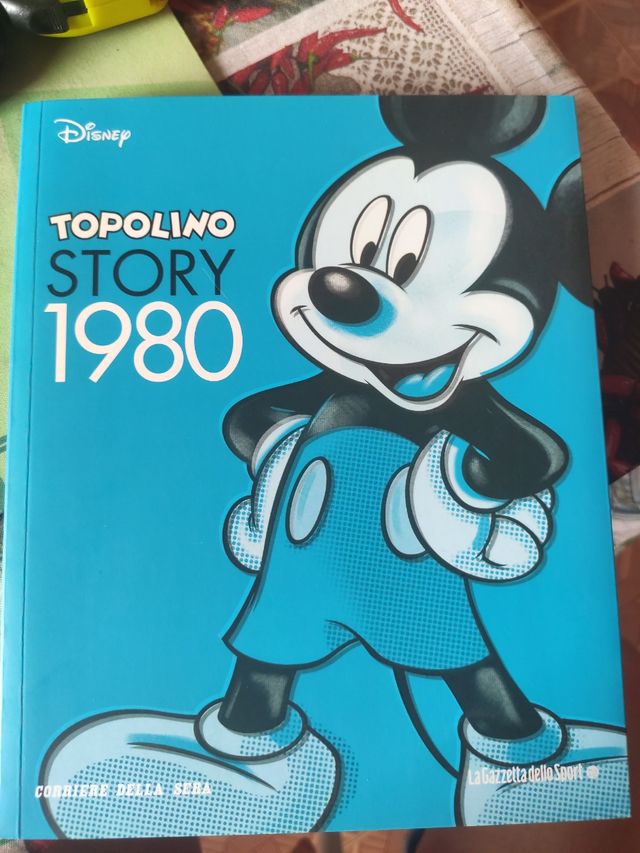 Disney
TOPOLINO
STORY
1980
CORRIERE DELLA SERA
La Gazzetta dello Sport